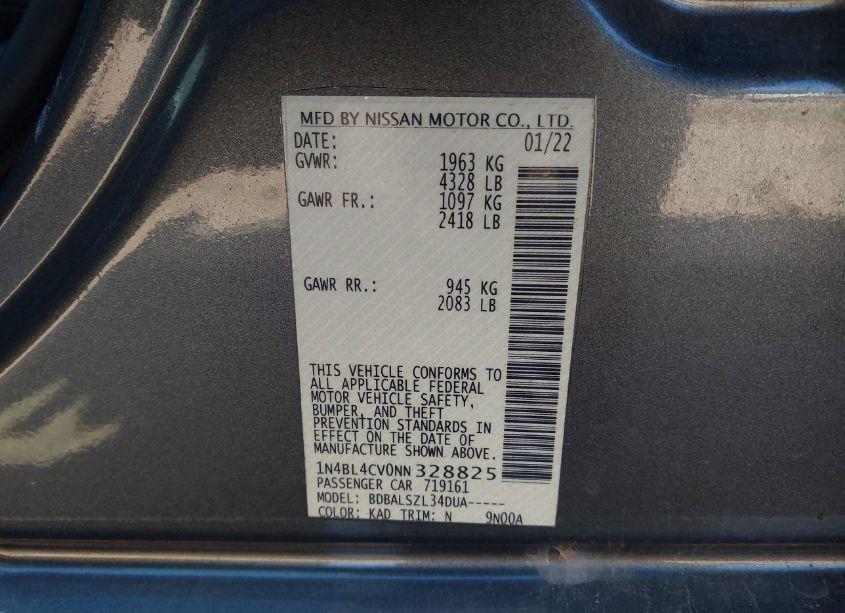 MFD BY NISSAN MOTOR CO., LTD.
DATE: 01/22
GVWR: 1963 KG
4328 LB
GAWR FR.: 1097 KG
2418 LB
GAWR RR.: 945 KG
2083 LB
THIS VEHICLE CONFORMS TO
ALL APPLICABLE FEDERAL
MOTOR VEHICLE SAFETY,
BUMPER, AND THEFT
PREVENTION STANDARDS IN
EFFECT ON THE DATE OF
MANUFACTURE SHOWN ABOVE.
1N4BL4CV0NN328825
PASSENGER CAR 719161
MODEL: BDBALSZL34DUA-----
COLOR: KAD TRIM: N 9N00A